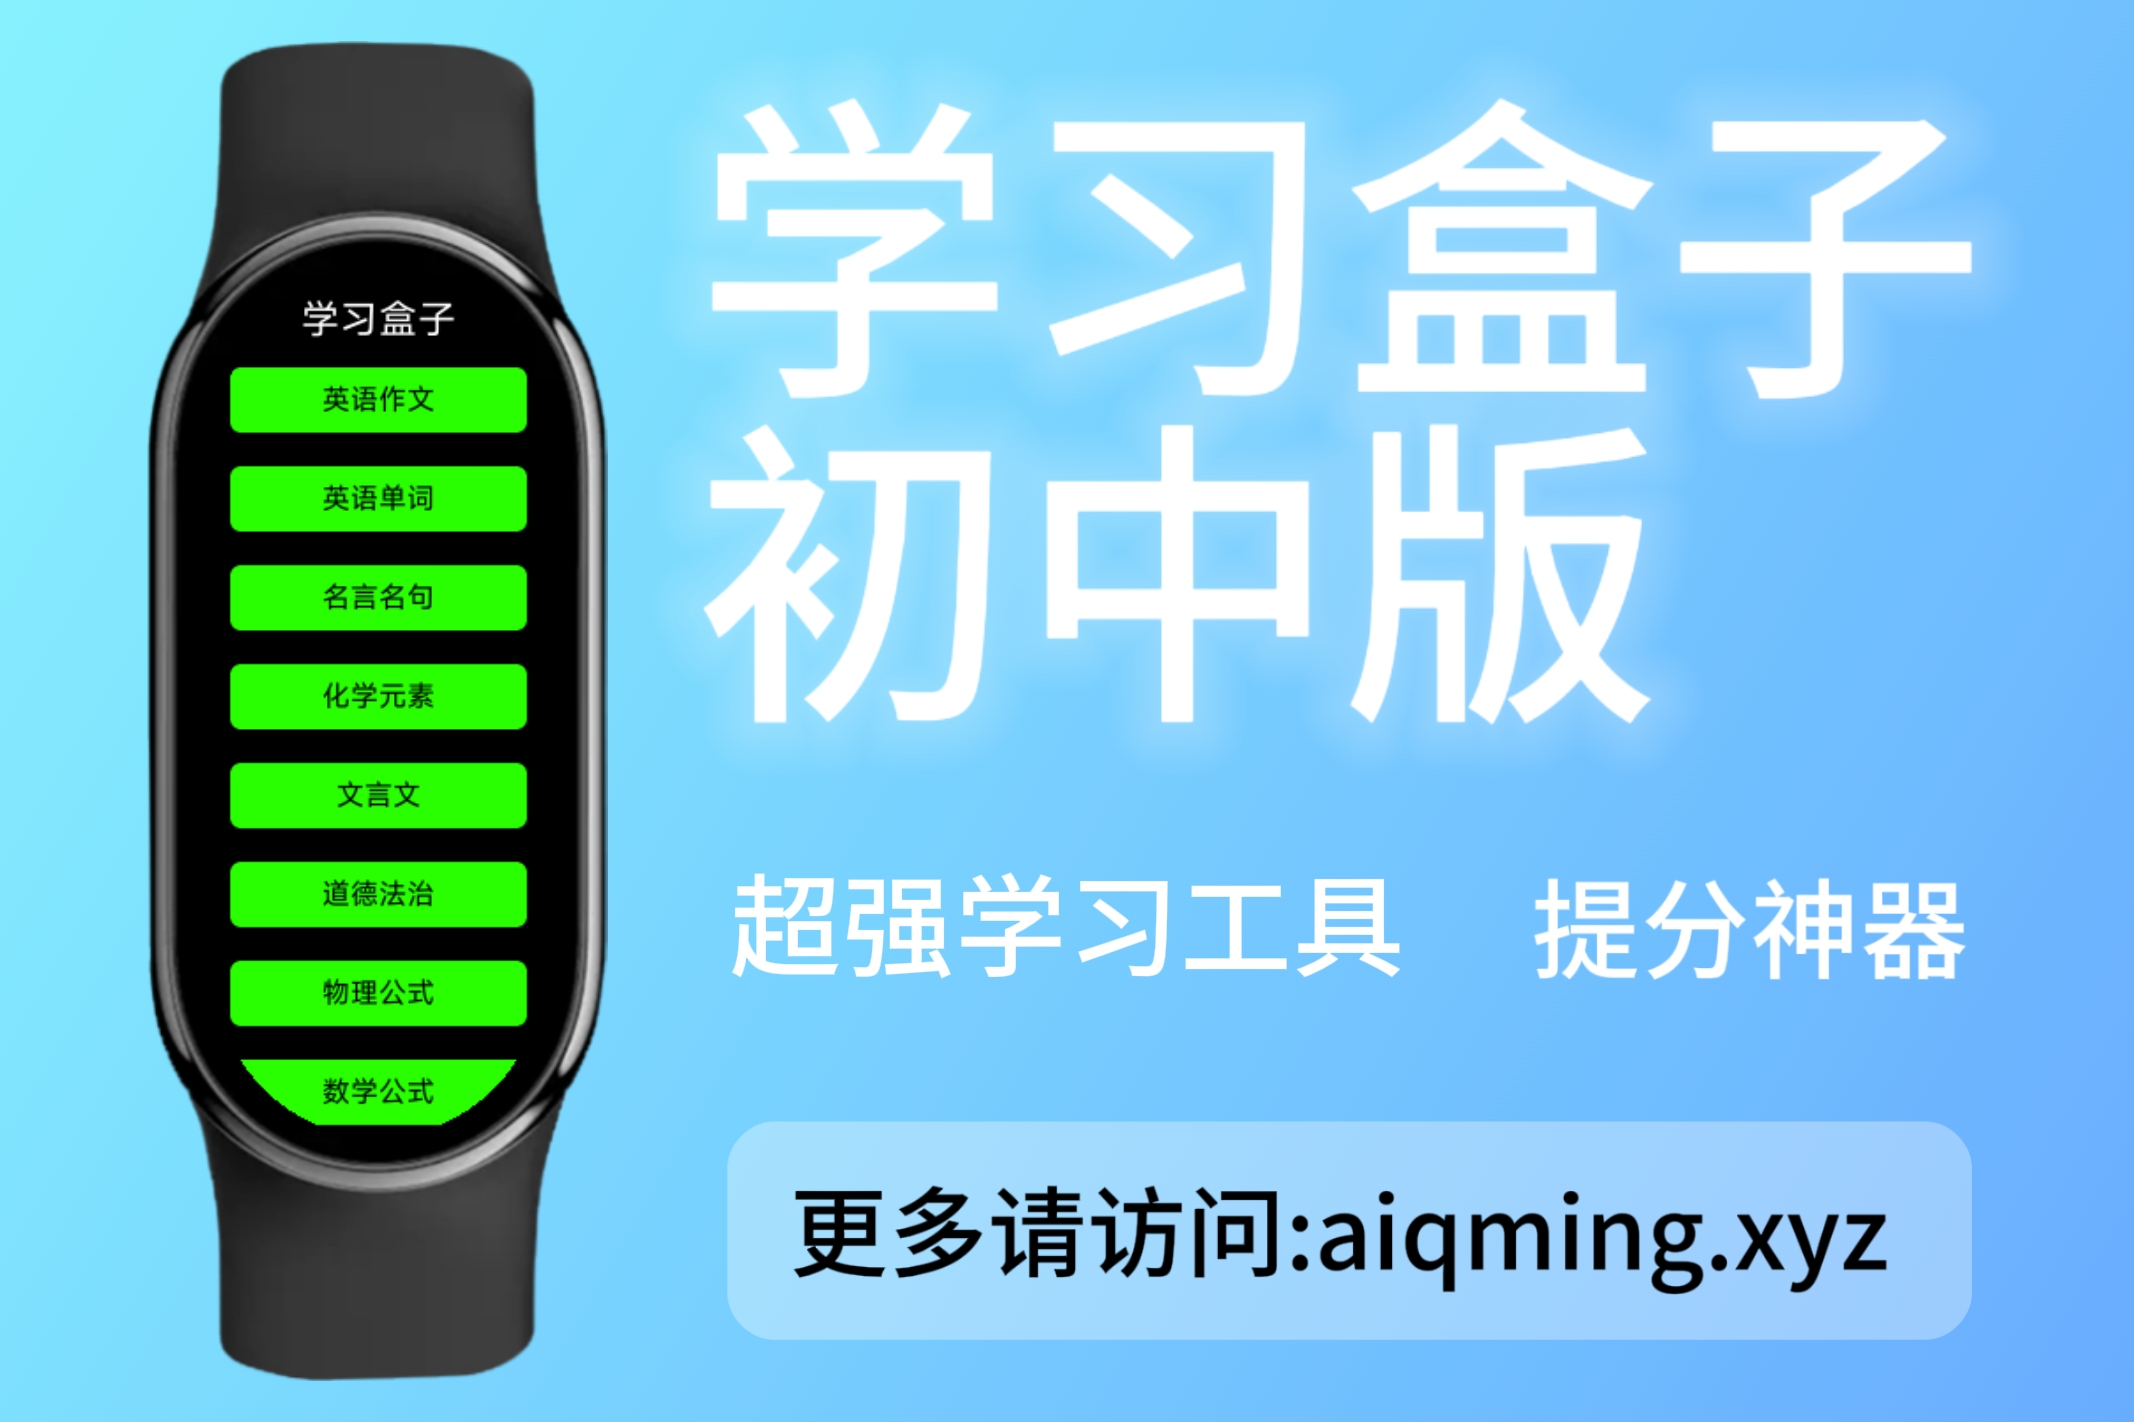 学习盒子
英语作文
英语单词
名言名句
化学元素
文言文
道德法治
物理公式
数学公式
学习盒子
初中版
超强学习工具 提分神器
更多请访问:aiqming.xyz